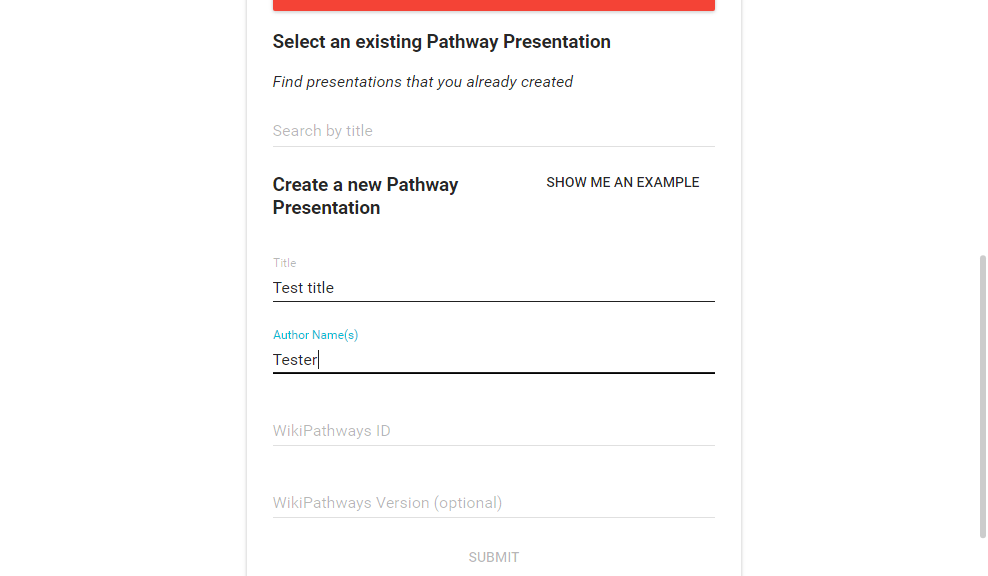 Select an existing Pathway Presentation
Find presentations that you already created
Search by title
Create a new Pathway
Presentation
SHOW ME AN EXAMPLE
Title
Test title
Author Name(s)
Tester
WikiPathways ID
WikiPathways Version (optional)
SUBMIT